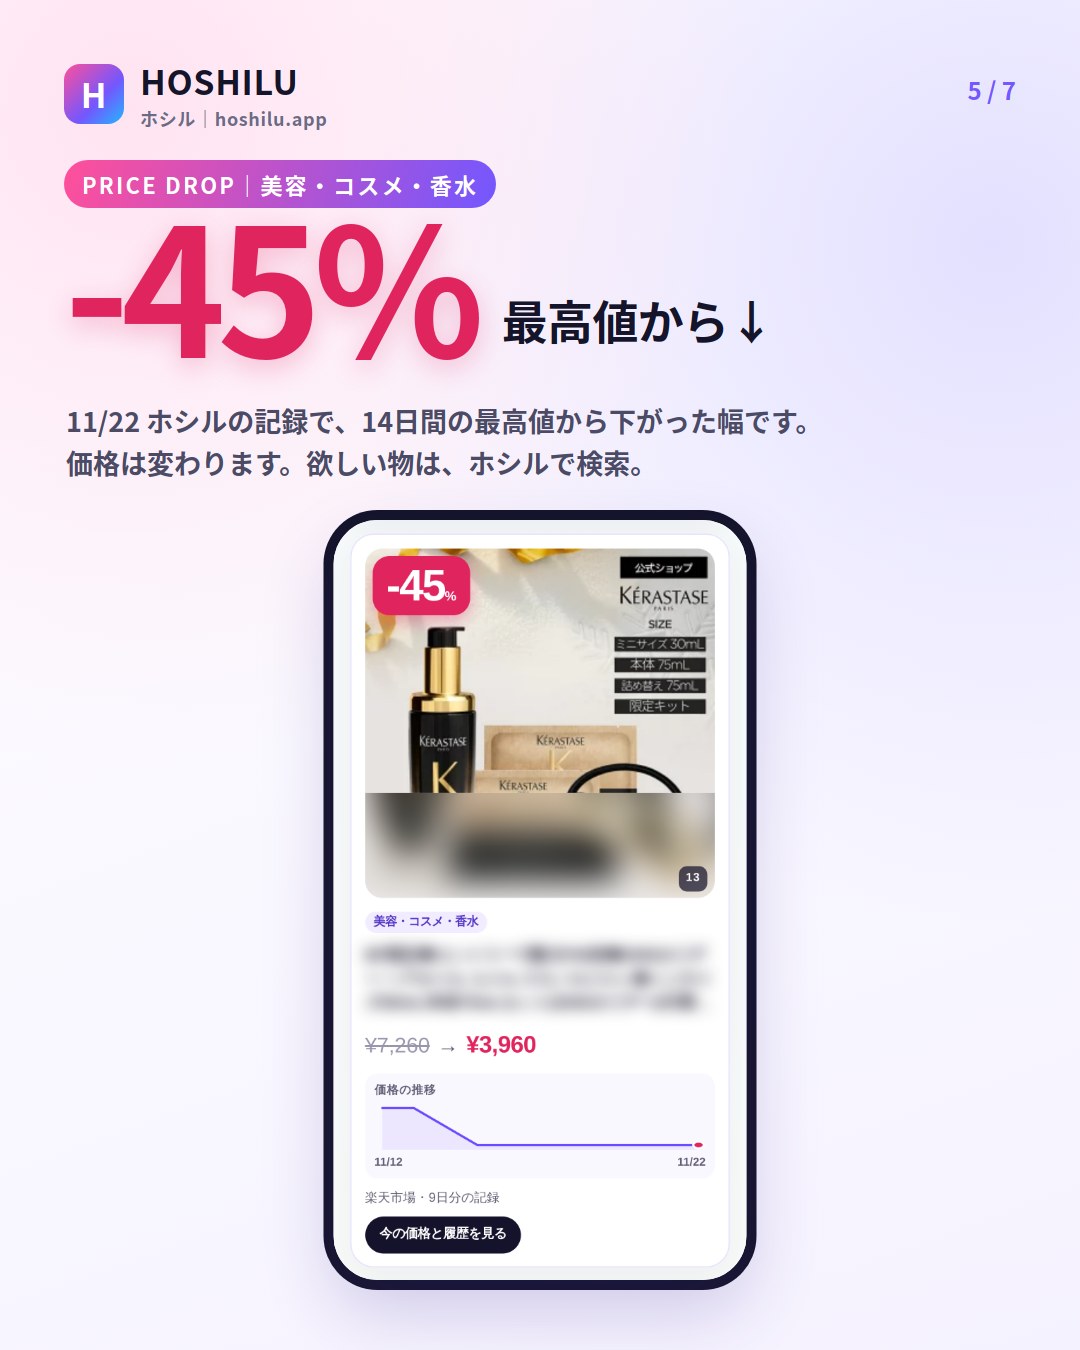 H
HOSHILU
ホシル｜hoshilu.app
5 / 7
PRICE DROP｜美容・コスメ・香水
-45% 最高値から↓
11/22 ホシルの記録で、14日間の最高値から下がった幅です。
価格は変わります。欲しい物は、ホシルで検索。
-45%
公式ショップ
KÉRASTASE
PARIS
SIZE
ミニサイズ 30mL
本体 75mL
詰め替え 75mL
限定キット
KÉRASTASE
K
KÉRASTASE
K
KÉRASTASE
13
美容・コスメ・香水
¥7,260 → ¥3,960
価格の推移
11/12
11/22
楽天市場・9日分の記録
今の価格と履歴を見る